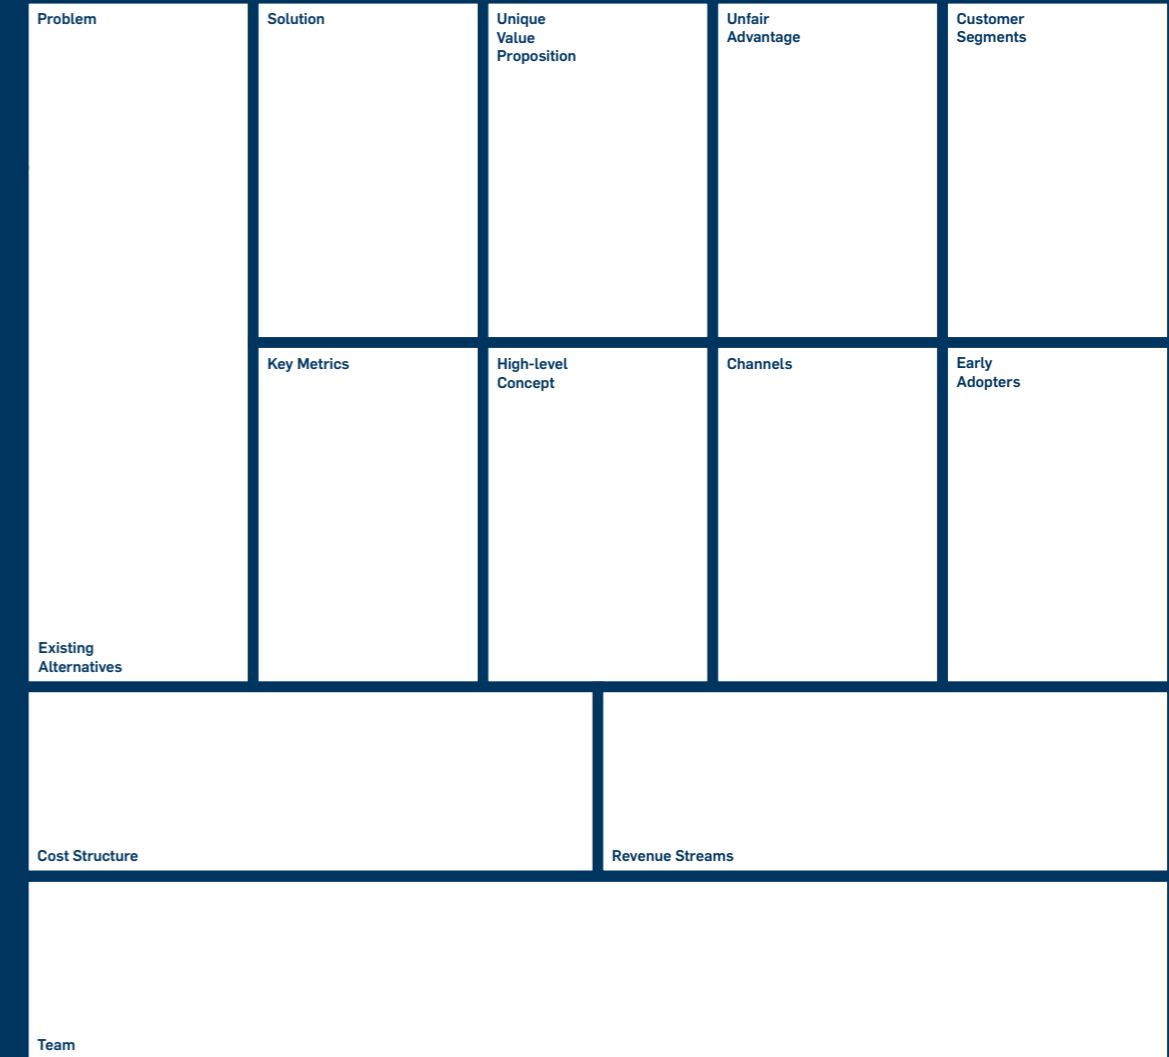 Problem
Solution
Unique
Value
Proposition
Unfair
Advantage
Customer
Segments
Key Metrics
High-level
Concept
Channels
Early
Adopters
Existing
Alternatives
Cost Structure
Revenue Streams
Team